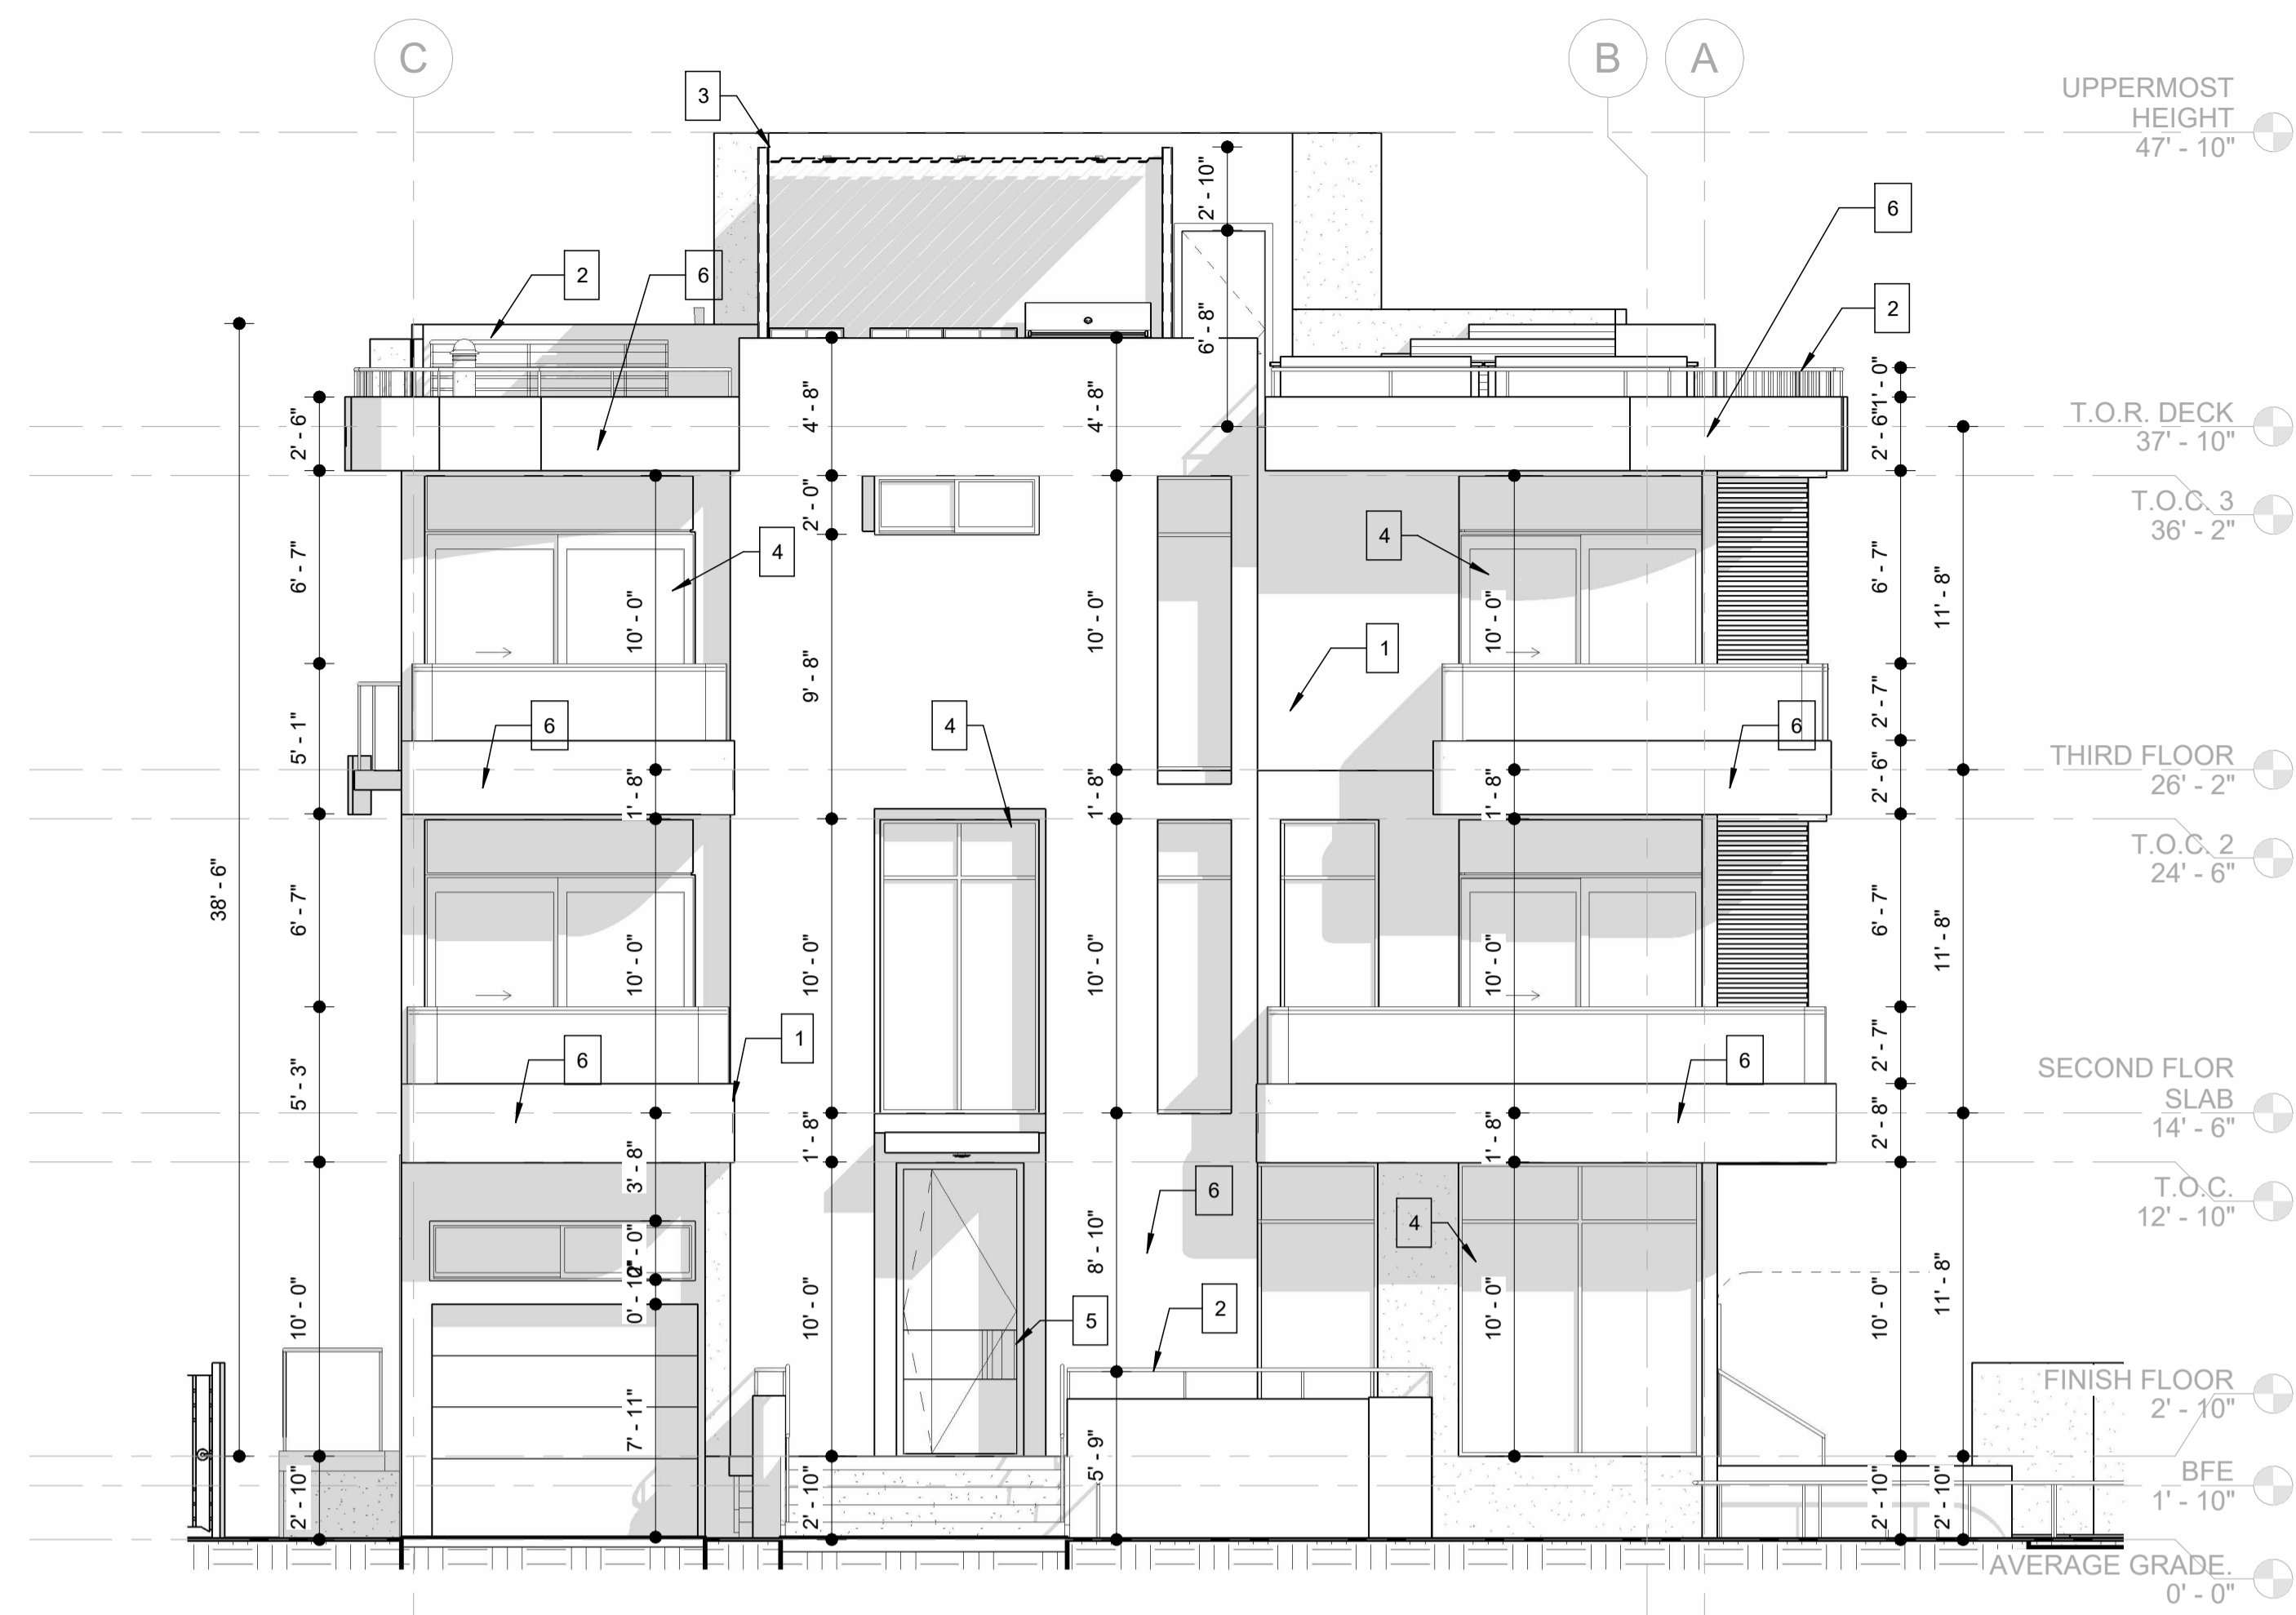 C
B
A
UPPERMOST
HEIGHT
47' - 10"
3
6
2
6
2
2' - 10"
6' - 8"
1' - 0"
2' - 6"
T.O.R. DECK
37' - 10"
2' - 6"
4' - 8"
4' - 8"
T.O.C. 3
36' - 2"
2' - 0"
4
4
6' - 7"
10' - 0"
9' - 8"
10' - 0"
10' - 0"
6' - 7"
11' - 8"
1
6
4
6
5' - 1"
2' - 7"
THIRD FLOOR
26' - 2"
1' - 8"
1' - 8"
1' - 8"
2' - 6"
T.O.C. 2
24' - 6"
38' - 6"
6' - 7"
10' - 0"
10' - 0"
10' - 0"
10' - 0"
6' - 7"
11' - 8"
1
6
6
5' - 3"
2' - 7"
SECOND FLOR
SLAB
14' - 6"
3' - 8"
1' - 8"
1' - 8"
2' - 8"
T.O.C.
12' - 10"
6
4
2' - 0"
0' - 10"
8' - 10"
10' - 0"
10' - 0"
10' - 0"
10' - 0"
11' - 8"
5
2
FINISH FLOOR
2' - 10"
7' - 11"
5' - 9"
BFE
1' - 10"
2' - 10"
2' - 10"
2' - 10"
2' - 10"
AVERAGE GRADE.
0' - 0"